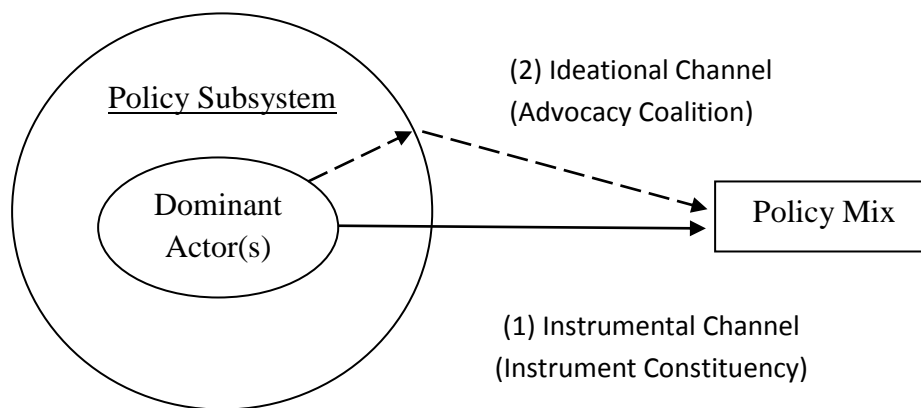 (2) Ideational Channel
(Advocacy Coalition)
Policy Subsystem
Dominant
Actor(s)
Policy Mix
(1) Instrumental Channel
(Instrument Constituency)